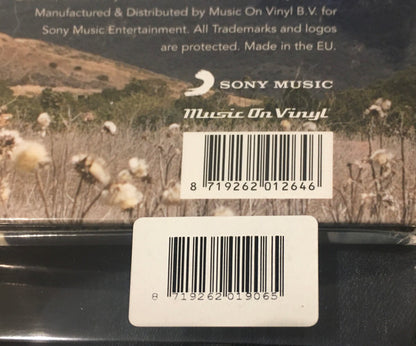 Manufactured & Distributed by Music On Vinyl B.V. for
Sony Music Entertainment. All Trademarks and logos
are protected. Made in the EU.
SONY MUSIC
Music On Vinyl
8 719262 012646
8 719262 019065